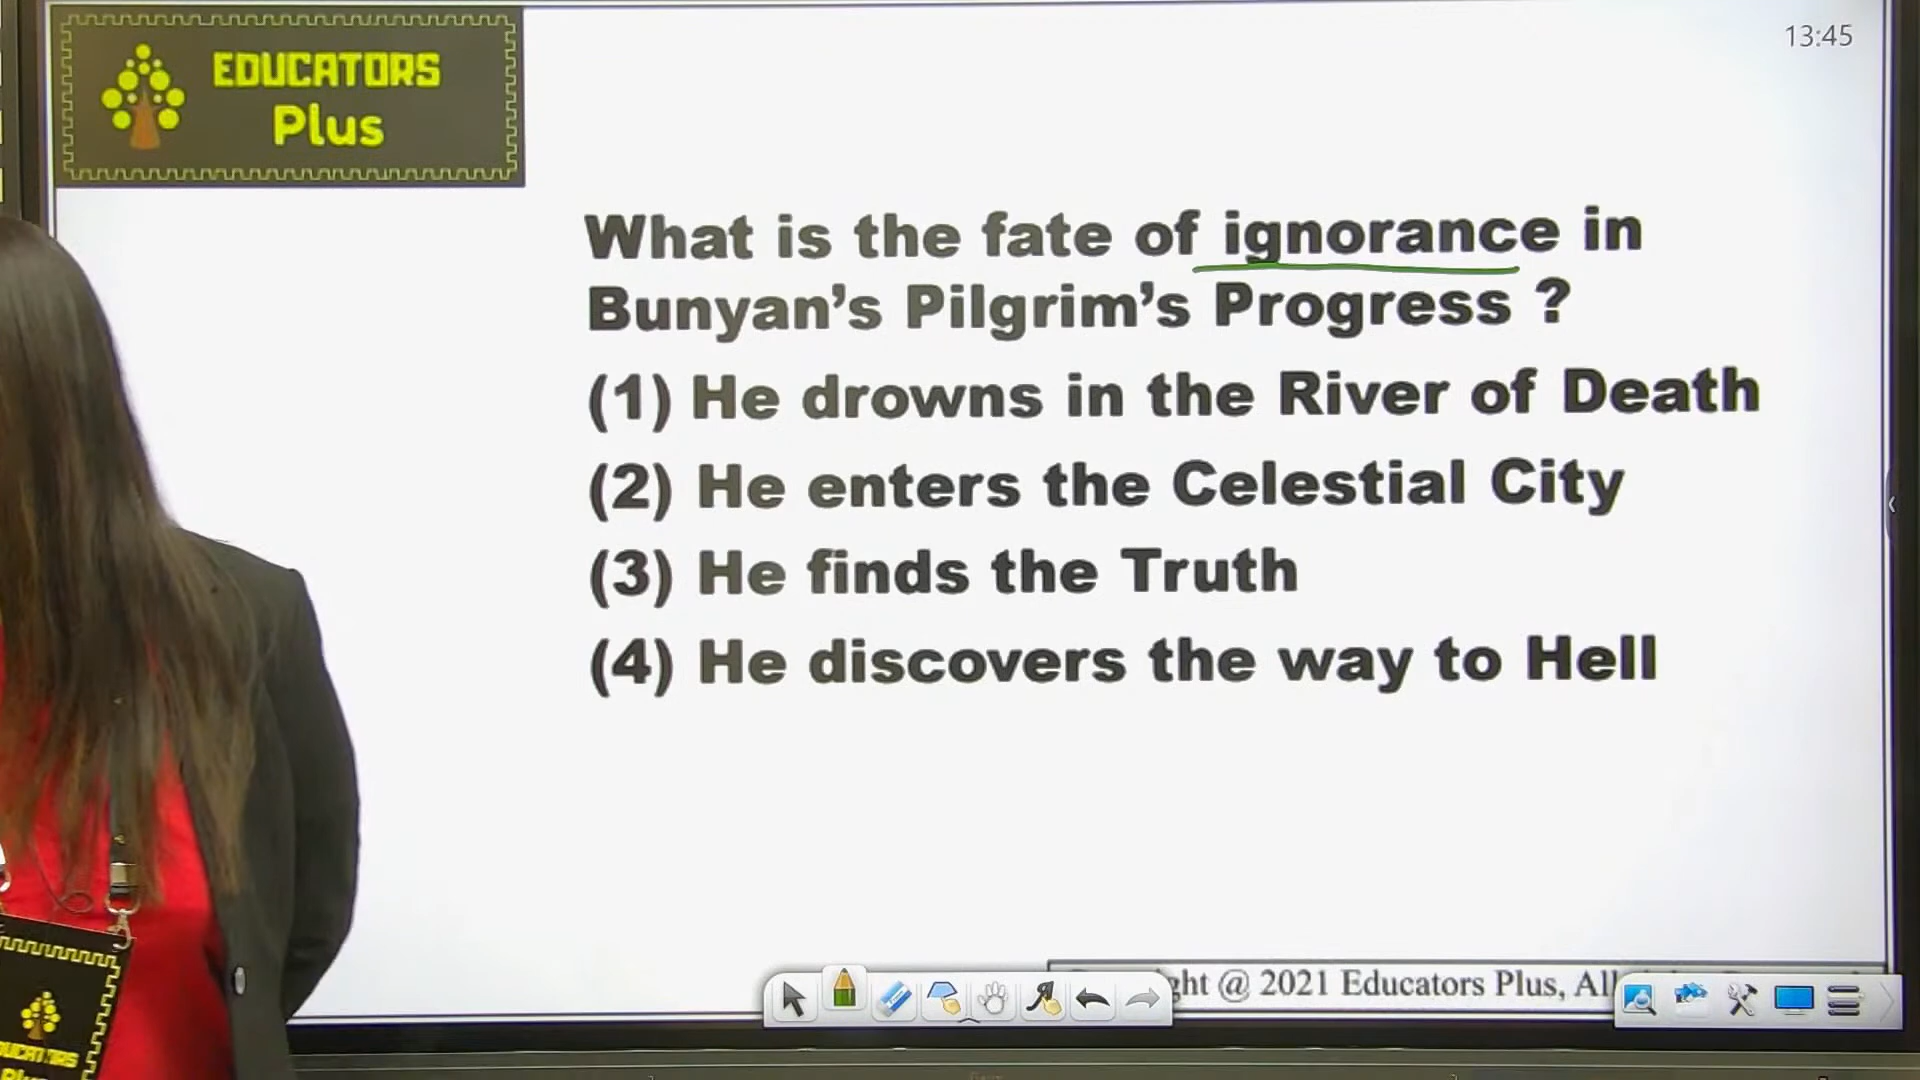 EDUCATORS
Plus
13:45
What is the fate of ignorance in
Bunyan's Pilgrim's Progress ?
(1) He drowns in the River of Death
(2) He enters the Celestial City
(3) He finds the Truth
(4) He discovers the way to Hell
@ 2021 Educators Plus,